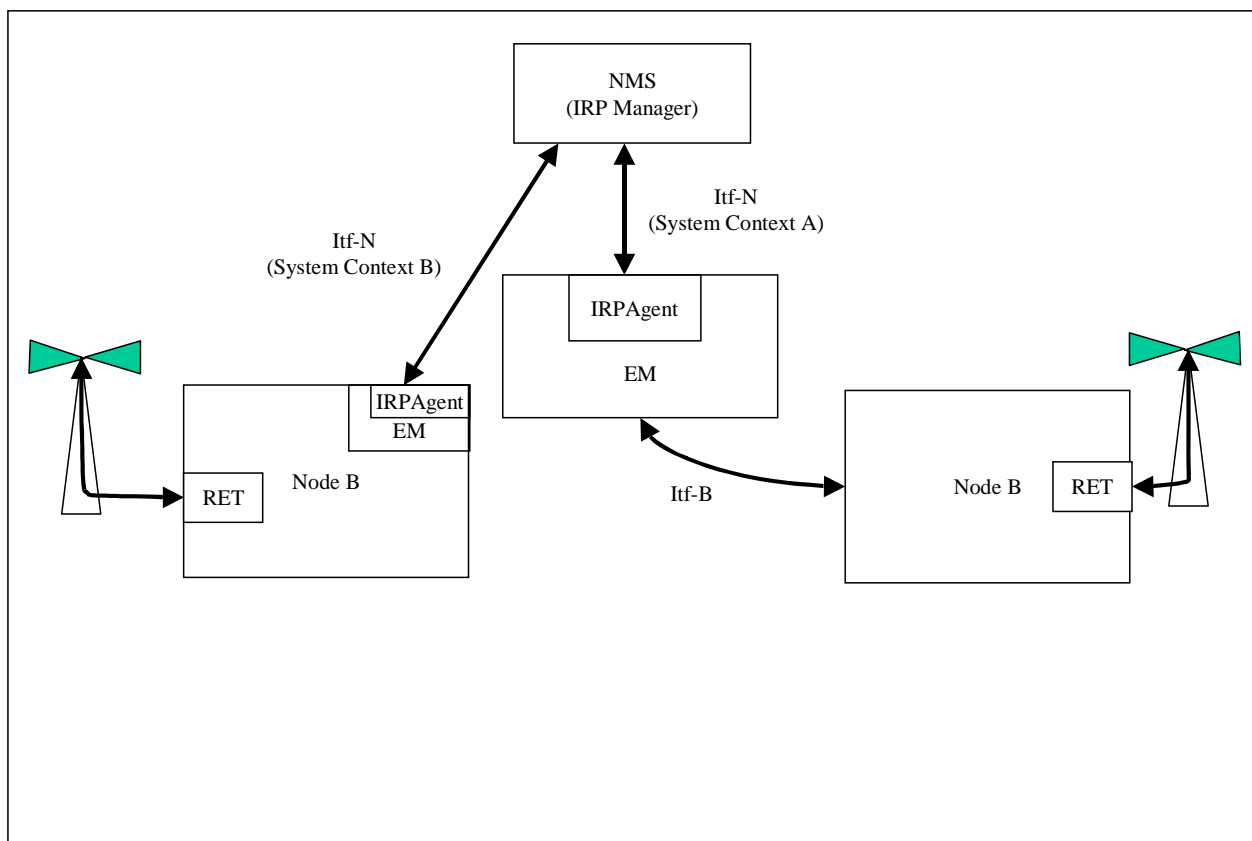 NMS
(IRP Manager)
Itf-N
(System Context A)
Itf-N
(System Context B)
IRPAgent
EM
IRPAgent
EM
Node B
RET
Itf-B
Node B
RET